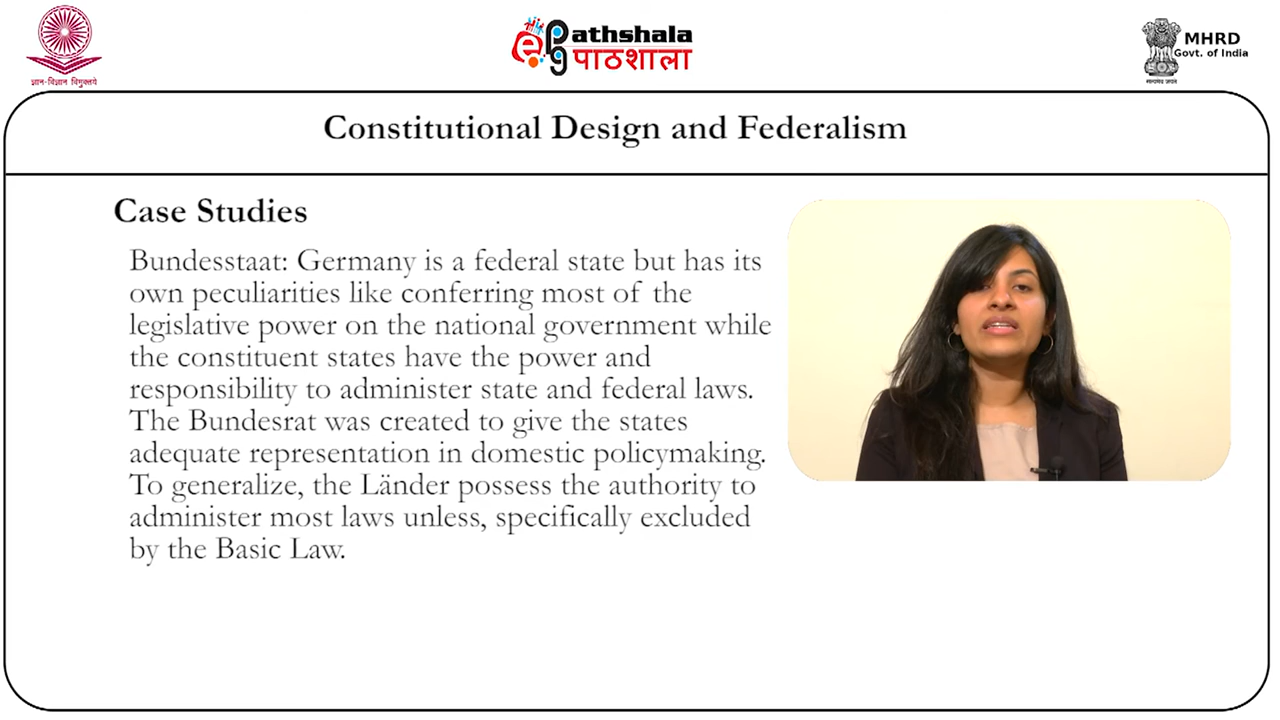 ज्ञान-विज्ञान विमुक्तये
Pathshala
पाठशाला
MHRD
Govt. of India
सत्यमेव जयते
Constitutional Design and Federalism
Case Studies
Bundesstaat: Germany is a federal state but has its
own peculiarities like conferring most of the
legislative power on the national government while
the constituent states have the power and
responsibility to administer state and federal laws.
The Bundesrat was created to give the states
adequate representation in domestic policymaking.
To generalize, the Länder possess the authority to
administer most laws unless, specifically excluded
by the Basic Law.